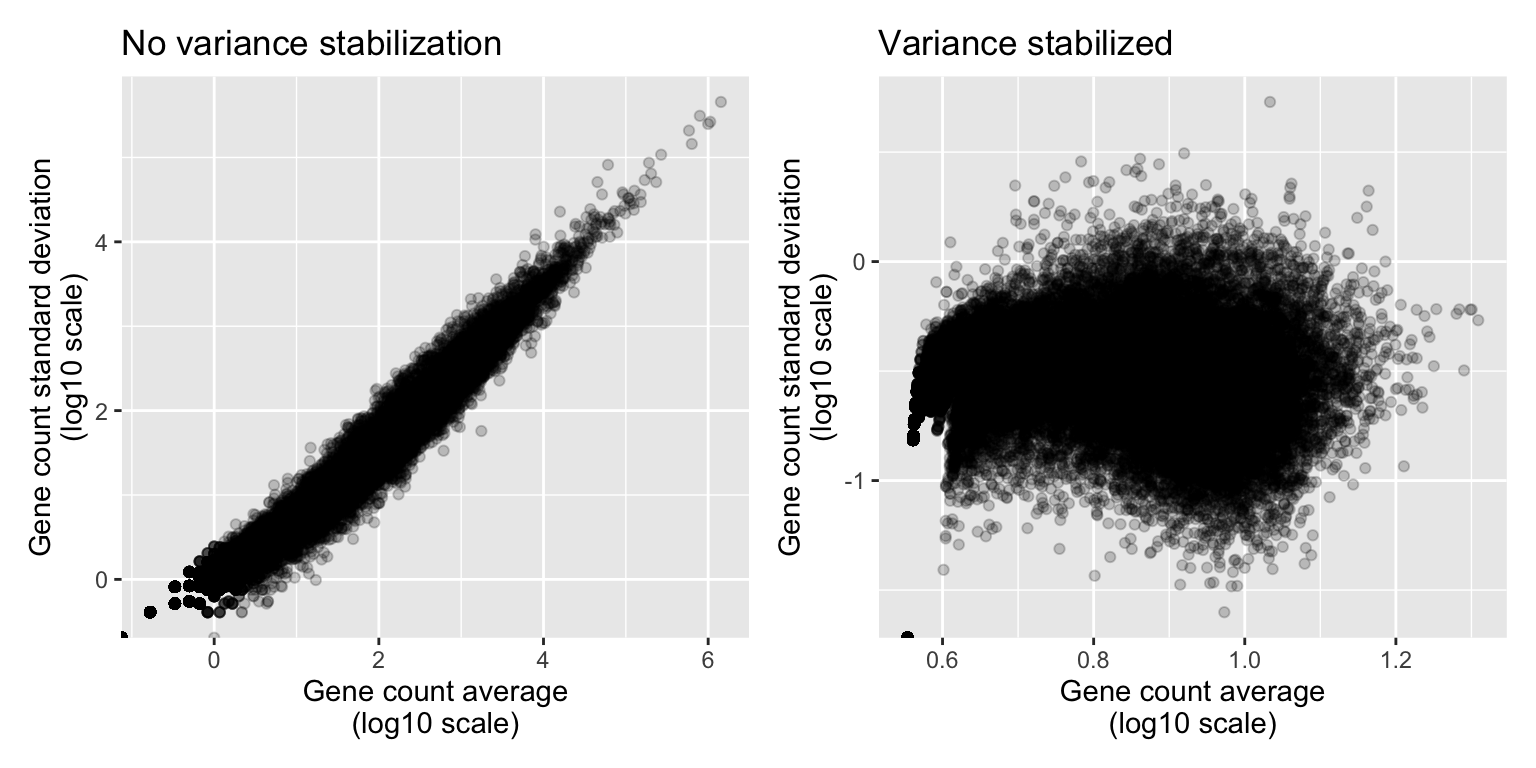 No variance stabilization
Gene count standard deviation
(log10 scale)
4
2
0
0
2
4
6
Gene count average
(log10 scale)
Variance stabilized
Gene count standard deviation
(log10 scale)
0
-1
0.6
0.8
1.0
1.2
Gene count average
(log10 scale)